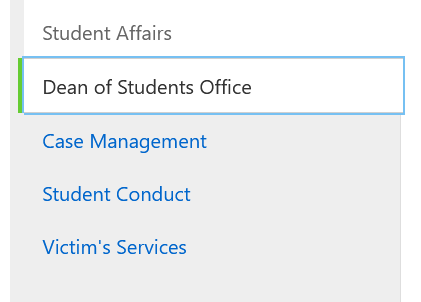 Student Affairs
Dean of Students Office
Case Management
Student Conduct
Victim's Services